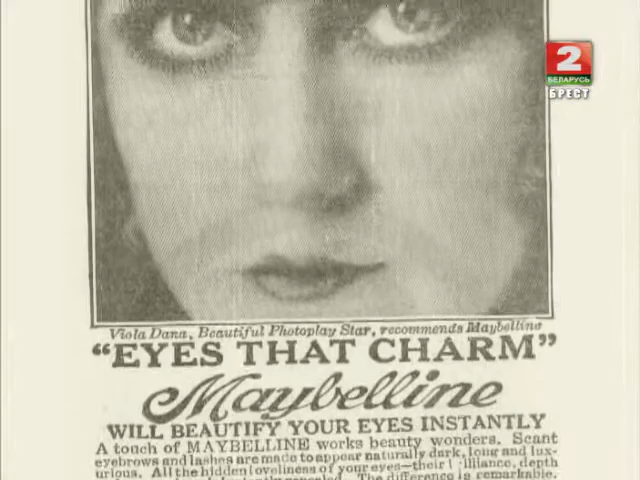 2
БЕЛАРУСЬ
БРЕСТ
Viola Dana, Beautiful Photoplay Star, recommends Maybelline
"EYES THAT CHARM"
Maybelline
WILL BEAUTIFY YOUR EYES INSTANTLY
A touch of MAYBELLINE works beauty wonders. Scant
eyebrows and lashes are made to appear naturally dark, long and lux-
urious. All the hidden loveliness of your eyes—their depth
The difference is remarkable.